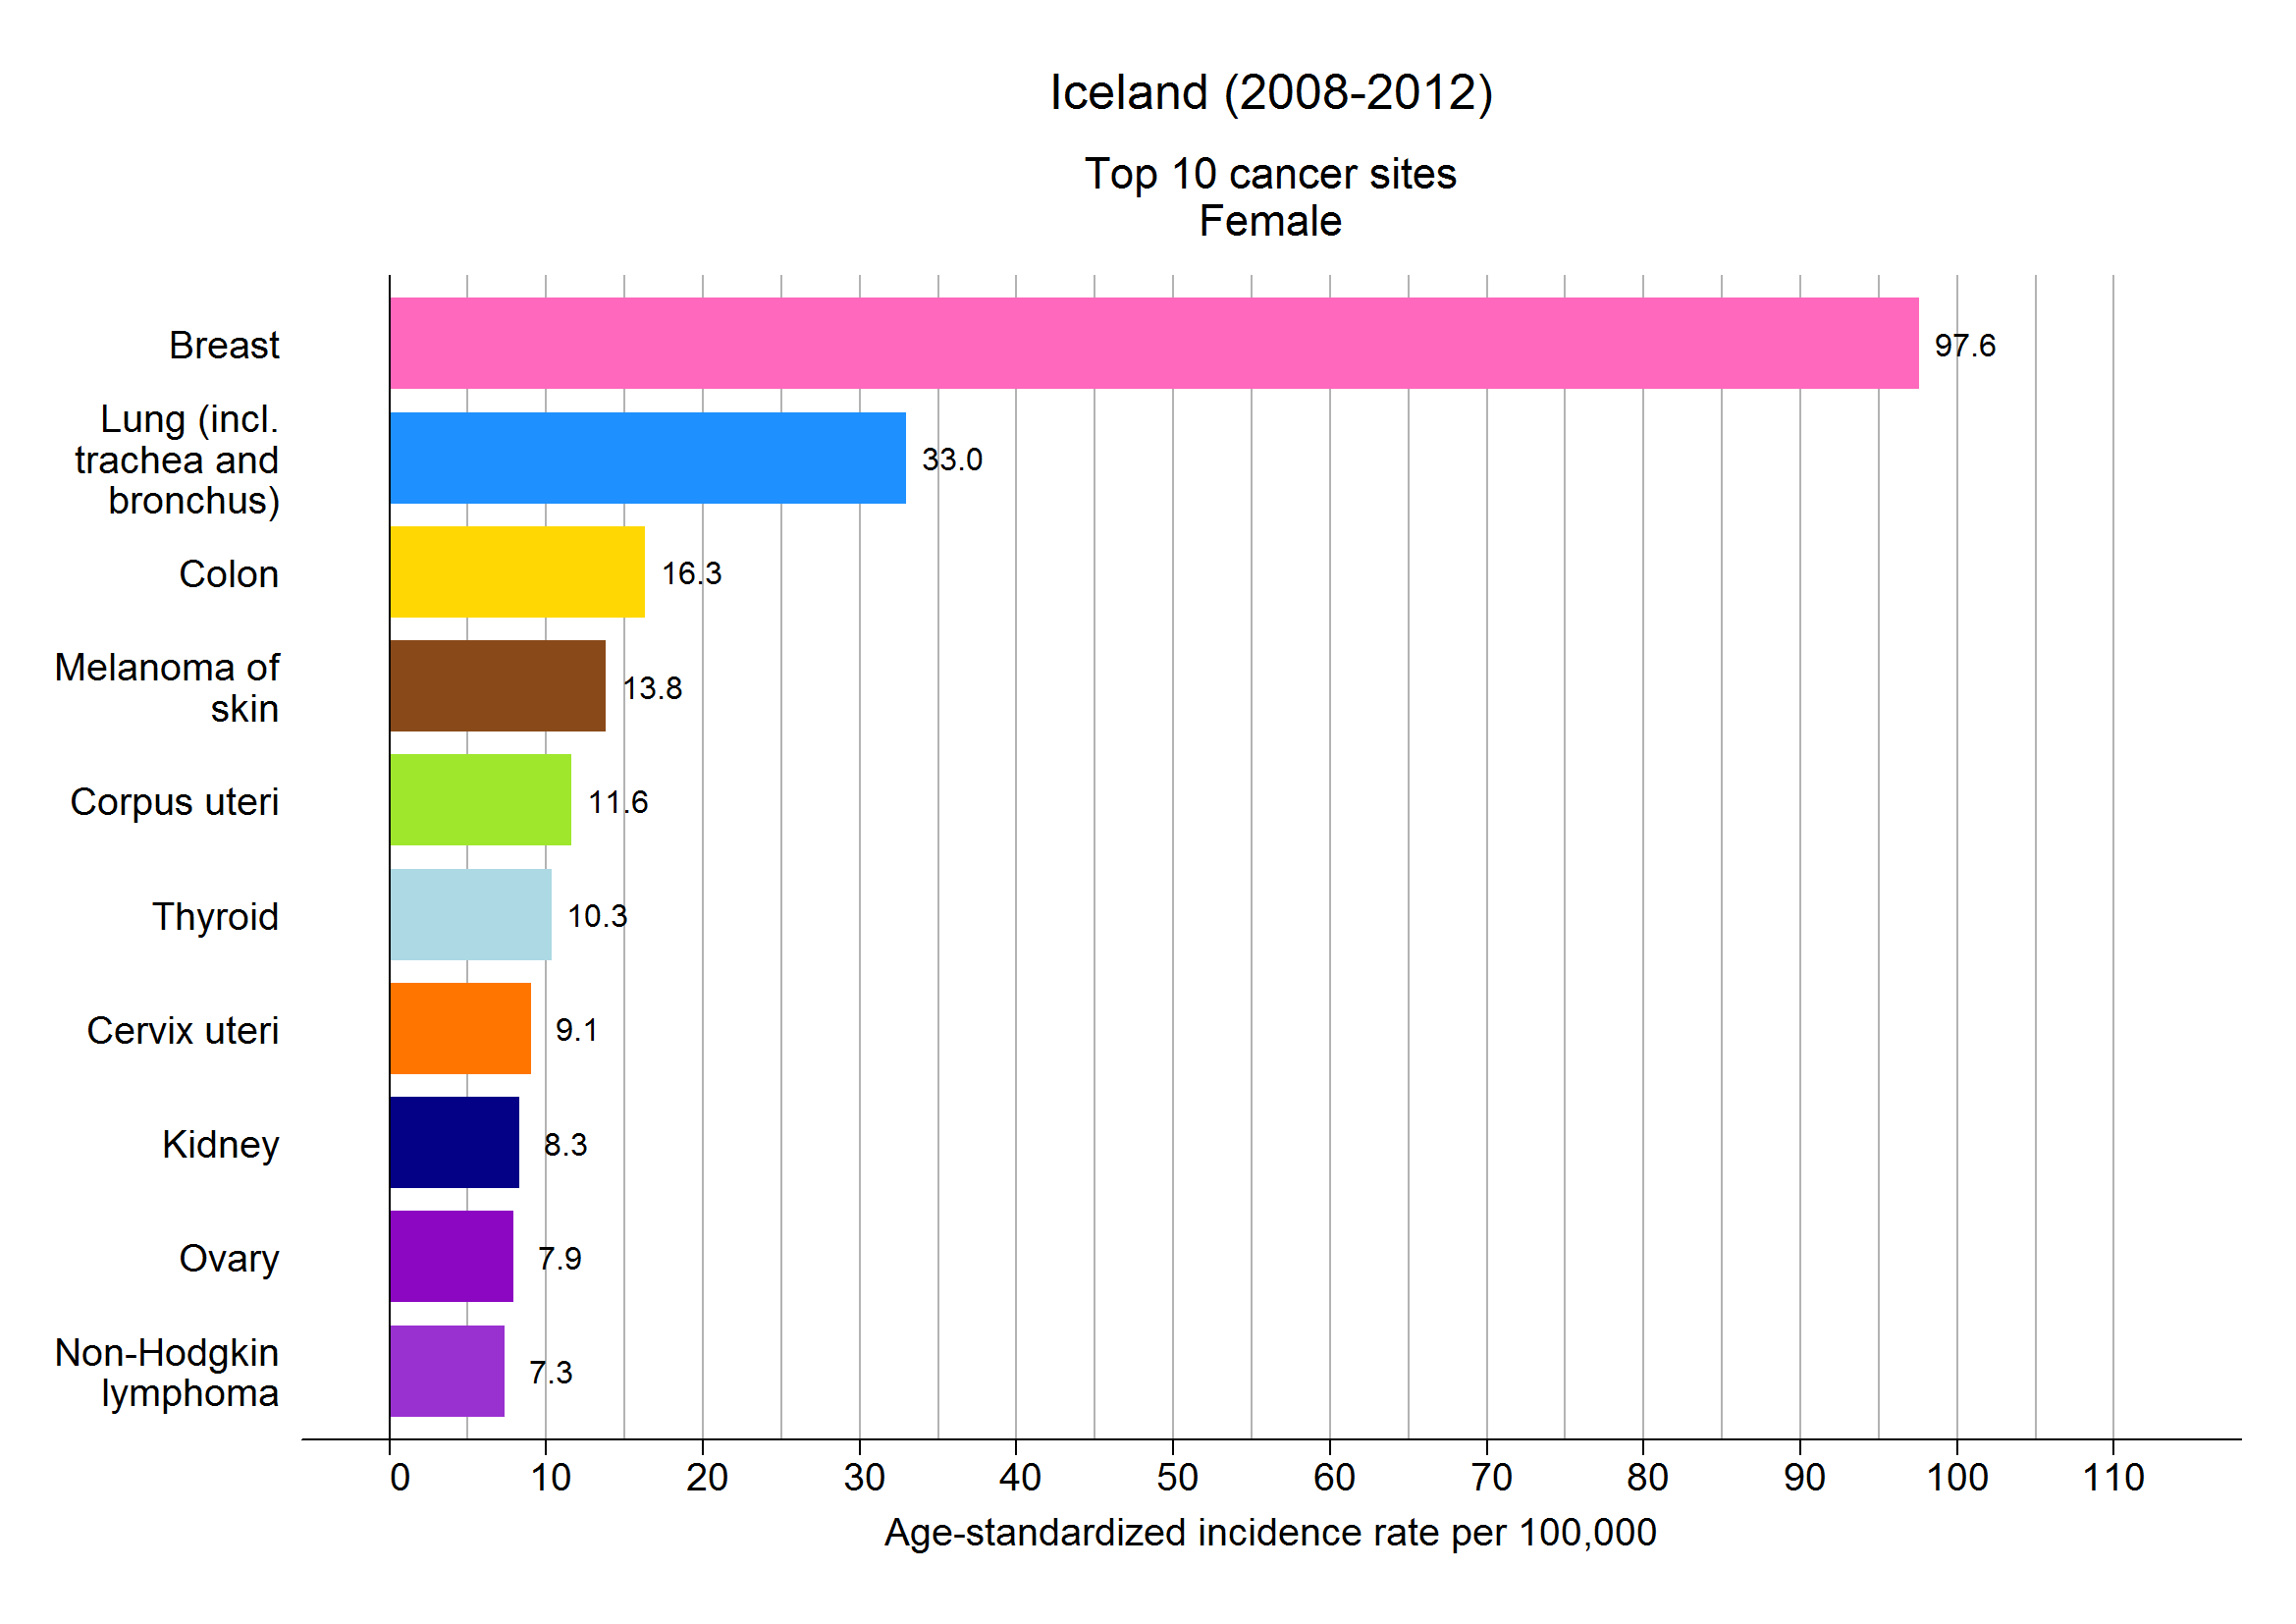 Iceland (2008-2012)
Top 10 cancer sites
Female
Breast
97.6
Lung (incl.
trachea and
bronchus)
33.0
Colon
16.3
Melanoma of
skin
13.8
Corpus uteri
11.6
Thyroid
10.3
Cervix uteri
9.1
Kidney
8.3
Ovary
7.9
Non-Hodgkin
lymphoma
7.3
0 10 20 30 40 50 60 70 80 90 100 110
Age-standardized incidence rate per 100,000